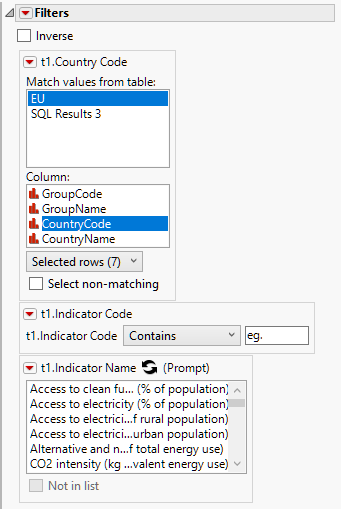 Filters
Inverse
t1.Country Code
Match values from table:
EU
SQL Results 3
Column:
GroupCode
GroupName
CountryCode
CountryName
Selected rows (7)
Select non-matching
t1.Indicator Code
t1.Indicator Code Contains eg.
t1.Indicator Name (Prompt)
Access to clean fu... (% of population)
Access to electricity (% of population)
Access to electrici...f rural population)
Access to electrici...urban population)
Alternative and n...f total energy use)
CO2 intensity (kg ...valent energy use)
Not in list